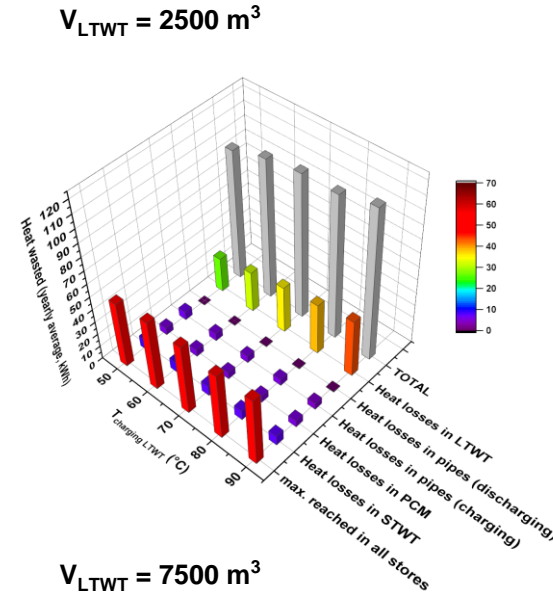 V_LTWT = 2500 m³
Heat wasted (yearly average, kWh)
120
110
100
90
80
70
60
50
40
30
20
10
0
50
60
70
80
90
T charging LTWT (°C)
TOTAL
Heat losses in LTWT
Heat losses in pipes (discharging)
Heat losses in pipes (charging)
Heat losses in PCM
Heat losses in STWT
max. reached in all stores
70
60
50
40
30
20
10
0
V_LTWT = 7500 m³